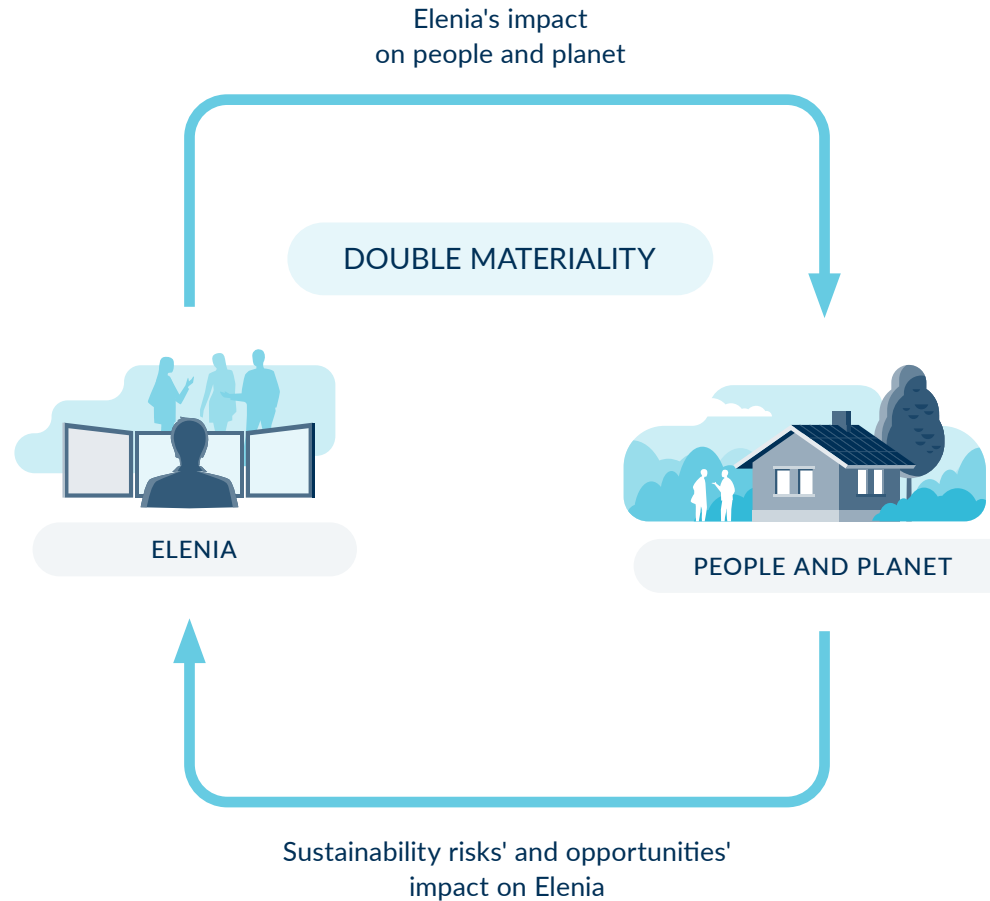 Elenia's impact
on people and planet
DOUBLE MATERIALITY
ELENIA
PEOPLE AND PLANET
Sustainability risks' and opportunities'
impact on Elenia